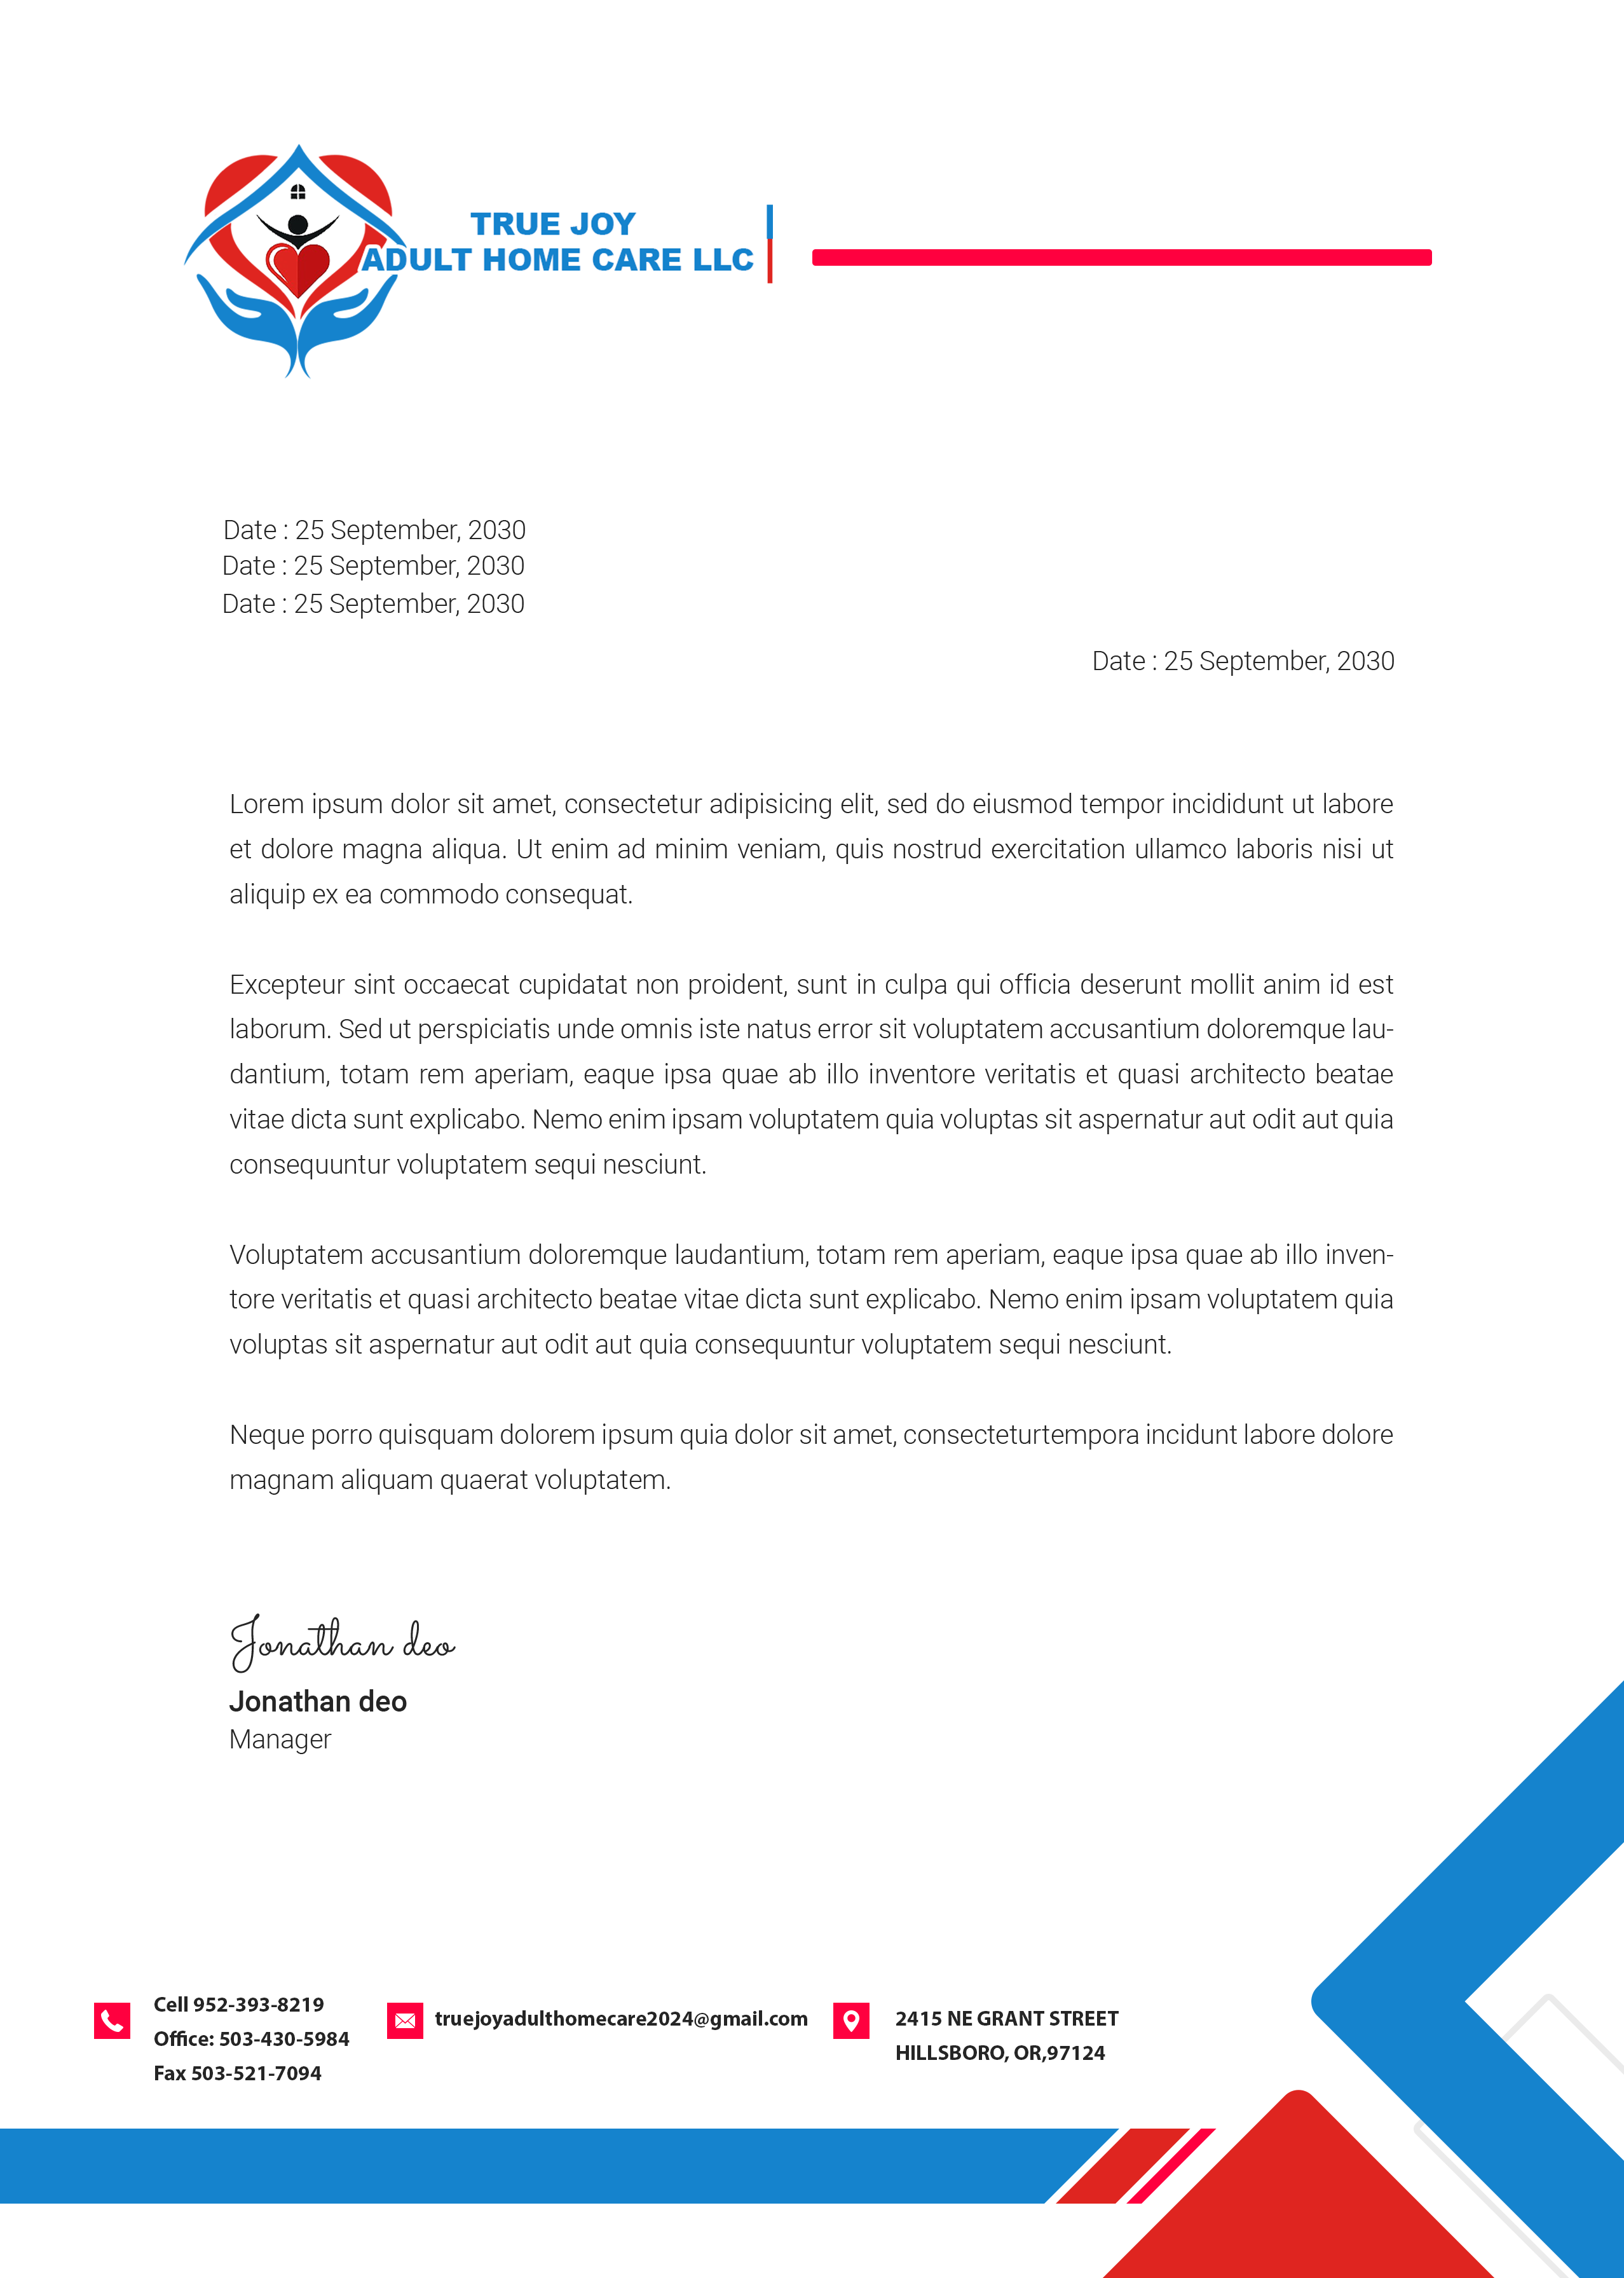 TRUE JOY
ADULT HOME CARE LLC
Date : 25 September, 2030
Date : 25 September, 2030
Date : 25 September, 2030
Date : 25 September, 2030
Lorem ipsum dolor sit amet, consectetur adipisicing elit, sed do eiusmod tempor incididunt ut labore
et dolore magna aliqua. Ut enim ad minim veniam, quis nostrud exercitation ullamco laboris nisi ut
aliquip ex ea commodo consequat.
Excepteur sint occaecat cupidatat non proident, sunt in culpa qui officia deserunt mollit anim id est
laborum. Sed ut perspiciatis unde omnis iste natus error sit voluptatem accusantium doloremque lau-
dantium, totam rem aperiam, eaque ipsa quae ab illo inventore veritatis et quasi architecto beatae
vitae dicta sunt explicabo. Nemo enim ipsam voluptatem quia voluptas sit aspernatur aut odit aut quia
consequuntur voluptatem sequi nesciunt.
Voluptatem accusantium doloremque laudantium, totam rem aperiam, eaque ipsa quae ab illo inven-
tore veritatis et quasi architecto beatae vitae dicta sunt explicabo. Nemo enim ipsam voluptatem quia
voluptas sit aspernatur aut odit aut quia consequuntur voluptatem sequi nesciunt.
Neque porro quisquam dolorem ipsum quia dolor sit amet, consecteturtempora incidunt labore dolore
magnam aliquam quaerat voluptatem.
Jonathan deo
Jonathan deo
Manager
Cell 952-393-8219
Office: 503-430-5984
Fax 503-521-7094
truejoyadulthomecare2024@gmail.com
2415 NE GRANT STREET
HILLSBORO, OR,97124